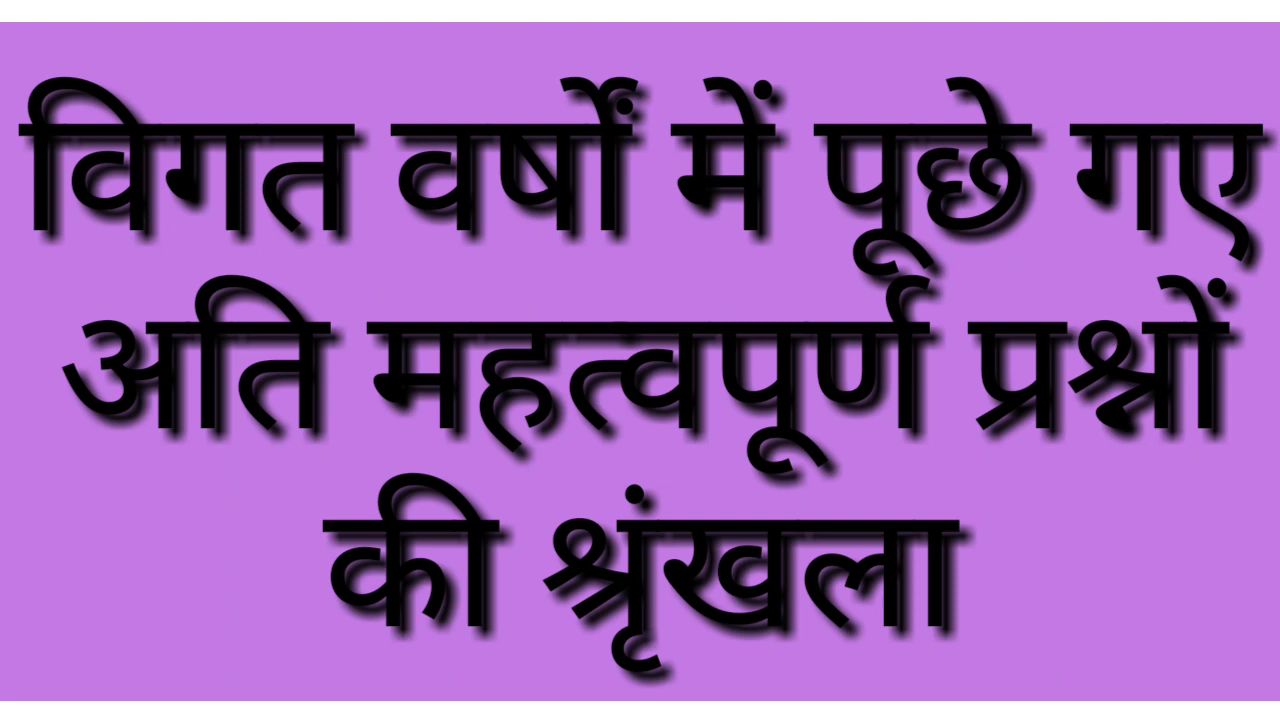 विगत वर्षों में पूछे गए
अति महत्वपूर्ण प्रश्नों
की श्रृंखला